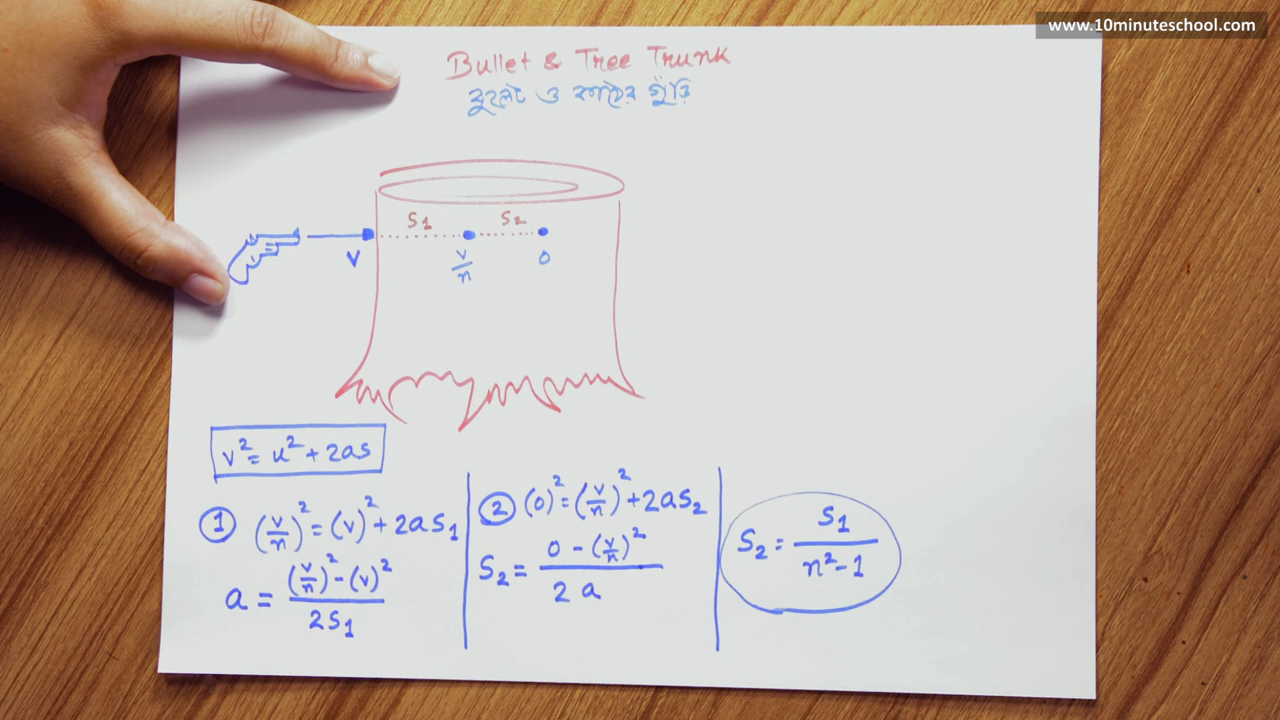 www.10minuteschool.com
Bullet & Tree Trunk
বুলেট ও কাঠের গুঁড়ি
S1 S2
v v/n 0
v² = u² + 2as
① (v/n)² = (v)² + 2as1
a = ((v/n)² - (v)²) / 2S1
② (0)² = (v/n)² + 2as2
S2 = (0 - (v/n)²) / 2a
S2 = S1 / (n² - 1)